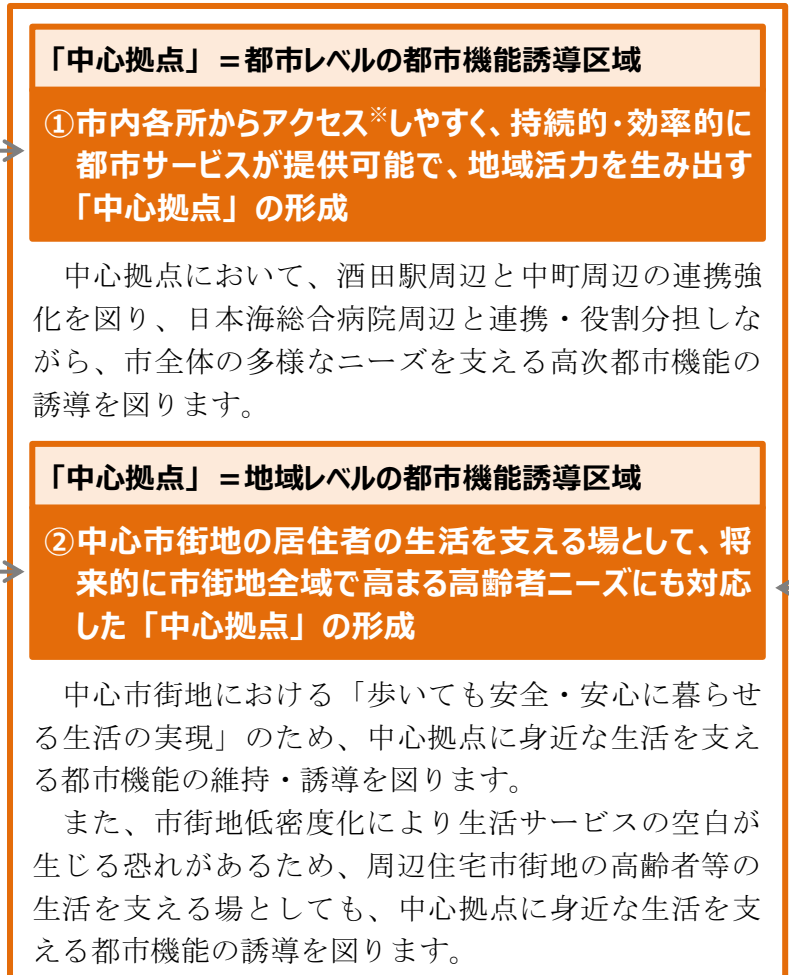 「中心拠点」=都市レベルの都市機能誘導区域
①市内各所からアクセス※しやすく、持続的・効率的に
都市サービスが提供可能で、地域活力を生み出す
「中心拠点」の形成
中心拠点において、酒田駅周辺と中町周辺の連携強
化を図り、日本海総合病院周辺と連携・役割分担しな
がら、市全体の多様なニーズを支える高次都市機能の
誘導を図ります。
「中心拠点」=地域レベルの都市機能誘導区域
②中心市街地の居住者の生活を支える場として、将
来的に市街地全域で高まる高齢者ニーズにも対応
した「中心拠点」の形成
中心市街地における「歩いても安全・安心に暮らせ
る生活の実現」のため、中心拠点に身近な生活を支え
る都市機能の維持・誘導を図ります。
また、市街地低密度化により生活サービスの空白が
生じる恐れがあるため、周辺住宅市街地の高齢者等の
生活を支える場としても、中心拠点に身近な生活を支
える都市機能の誘導を図ります。